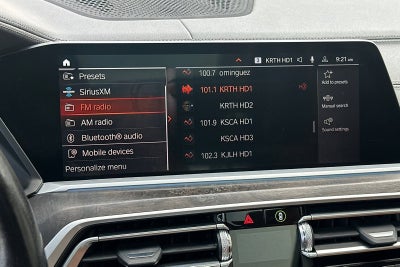 3 KRTH HD1 9:21 AM
Presets
SiriusXM
FM radio
AM radio
Bluetooth® audio
Mobile devices
Personalize menu
100.7 ominguez
101.1 KRTH HD1
KRTH HD2
101.9 KSCA HD1
KSCA HD3
102.3 KJLH HD1
Add to presets
Manual search
Sound settings